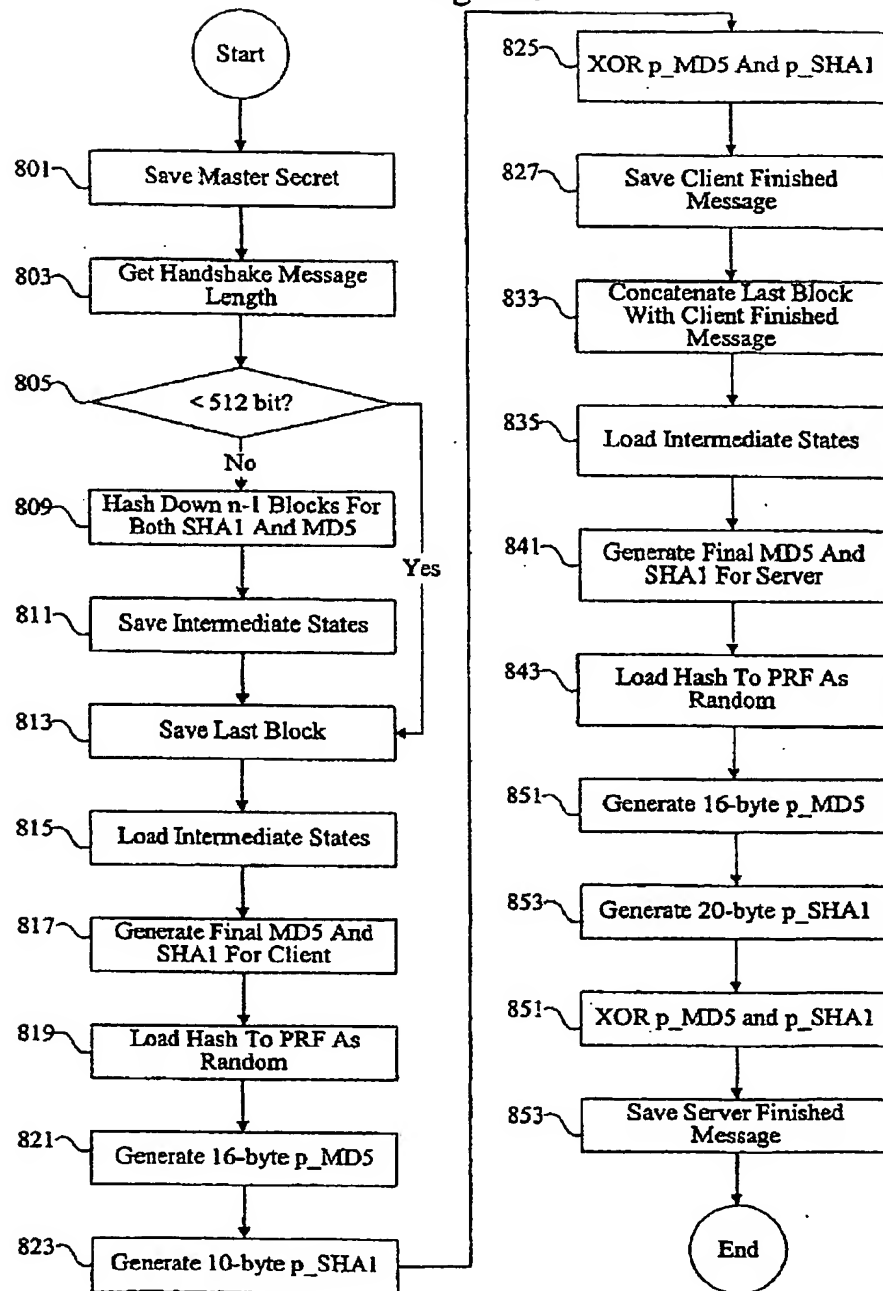 Start
801
Save Master Secret
803
Get Handshake Message
Length
805
< 512 bit?
No
Yes
809
Hash Down n-1 Blocks For
Both SHA1 And MD5
811
Save Intermediate States
813
Save Last Block
815
Load Intermediate States
817
Generate Final MD5 And
SHA1 For Client
819
Load Hash To PRF As
Random
821
Generate 16-byte p_MD5
823
Generate 10-byte p_SHA1
825
XOR p_MD5 And p_SHA1
827
Save Client Finished
Message
833
Concatenate Last Block
With Client Finished
Message
835
Load Intermediate States
841
Generate Final MD5 And
SHA1 For Server
843
Load Hash To PRF As
Random
851
Generate 16-byte p_MD5
853
Generate 20-byte p_SHA1
851
XOR p_MD5 and p_SHA1
853
Save Server Finished
Message
End